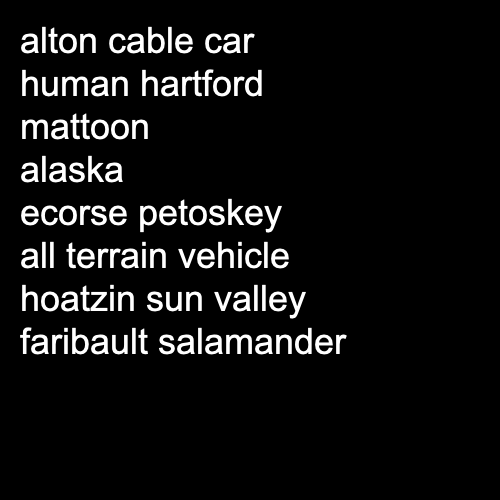 alton cable car
human hartford
mattoon
alaska
ecorse petoskey
all terrain vehicle
hoatzin sun valley
faribault salamander